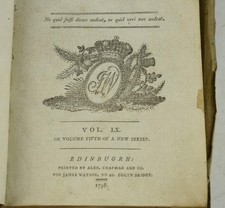 Ne quid falsi dicere audeat, ne quid veri non audeat.
VOL. LX.
OR VOLUME FIFTH OF A NEW SERIES.
EDINBURGH:
PRINTED BY ALEX. CHAPMAN AND CO.
FOR JAMES WATSON, NO 40. SOUTH BRIDGE.
1798.